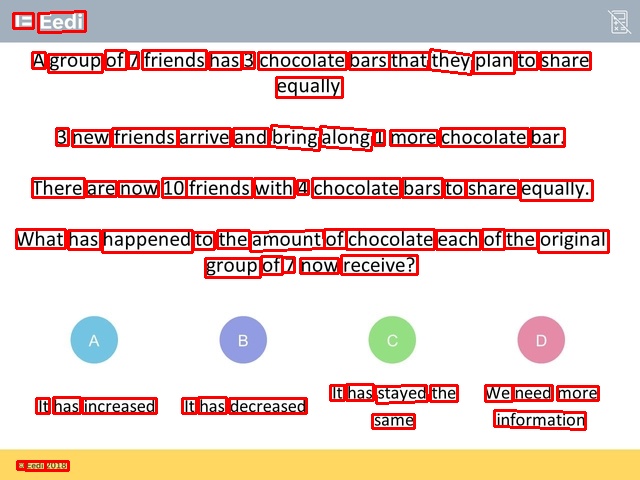 Eedi
A group of 7 friends has 3 chocolate bars that they plan to share
equally
3 new friends arrive and bring along 1 more chocolate bar.
There are now 10 friends with 4 chocolate bars to share equally.
What has happened to the amount of chocolate each of the original
group of 7 now receive?
A
It has increased
B
It has decreased
C
It has stayed the
same
D
We need more
information
© Eedi 2018